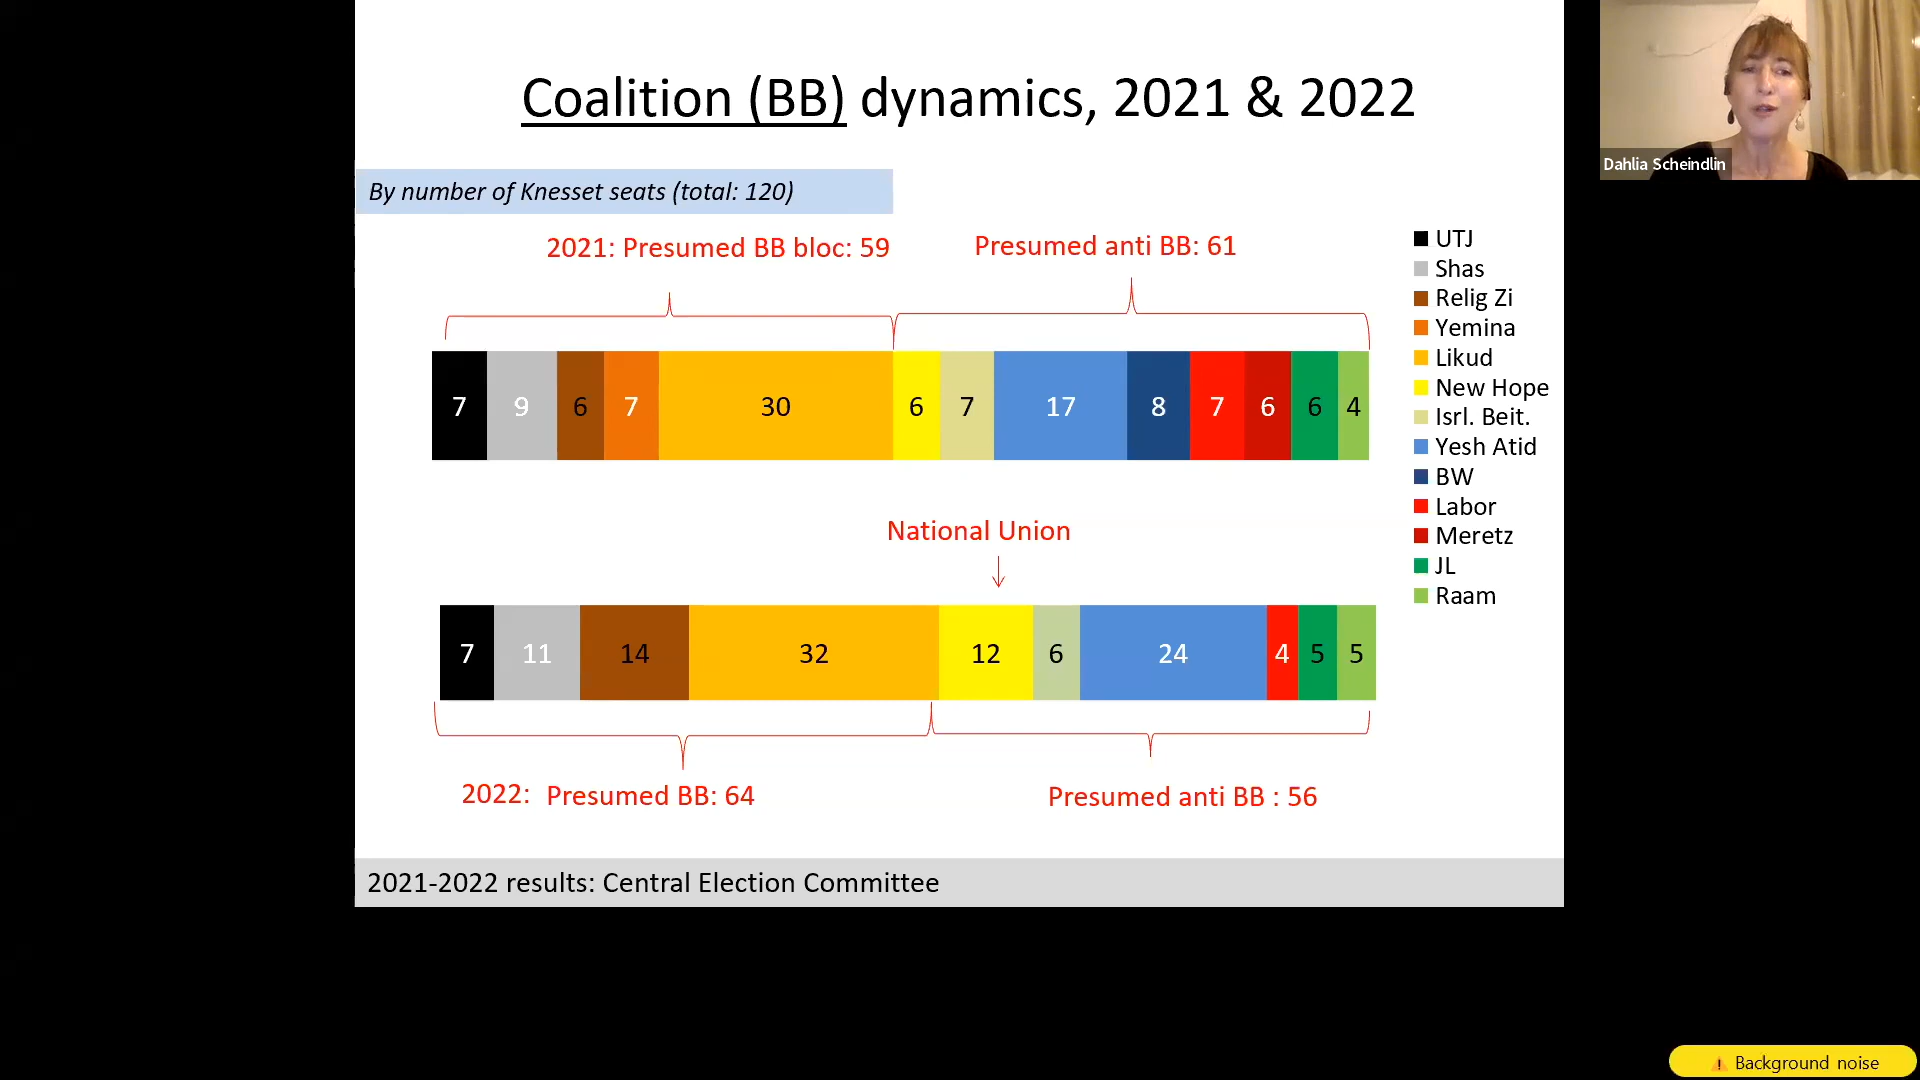 Coalition (BB) dynamics, 2021 & 2022
Dahlia Scheindlin
By number of Knesset seats (total: 120)
2021: Presumed BB bloc: 59
Presumed anti BB: 61
UTJ
Shas
Relig Zi
Yemina
Likud
New Hope
Isrl. Beit.
Yesh Atid
BW
Labor
Meretz
JL
Raam
7 9 6 7 30 6 7 17 8 7 6 6 4
National Union
7 11 14 32 12 6 24 4 5 5
2022: Presumed BB: 64
Presumed anti BB : 56
2021-2022 results: Central Election Committee
Background noise